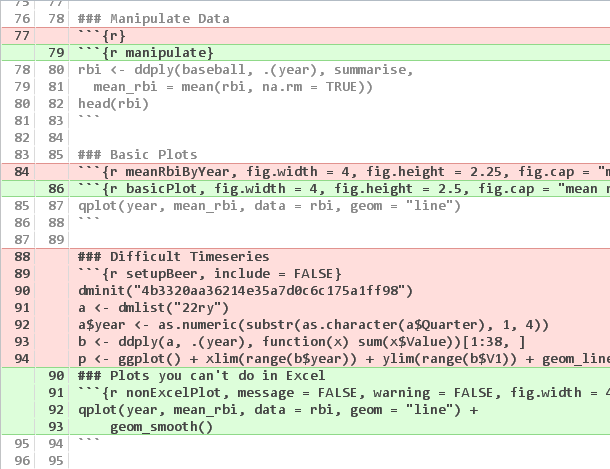 75 77
76 78 ### Manipulate Data
77 ```{r}
79 ```{r manipulate}
78 80 rbi <- ddply(baseball, .(year), summarise,
79 81 mean_rbi = mean(rbi, na.rm = TRUE))
80 82 head(rbi)
81 83 ```
82 84
83 85 ### Basic Plots
84 ```{r meanRbiByYear, fig.width = 4, fig.height = 2.25, fig.cap = "m
86 ```{r basicPlot, fig.width = 4, fig.height = 2.5, fig.cap = "mean r
85 87 qplot(year, mean_rbi, data = rbi, geom = "line")
86 88 ```
87 89
88 ### Difficult Timeseries
89 ```{r setupBeer, include = FALSE}
90 dminit("4b3320aa36214e35a7d0c6c175a1ff98")
91 a <- dmlist("22ry")
92 a$year <- as.numeric(substr(as.character(a$Quarter), 1, 4))
93 b <- ddply(a, .(year), function(x) sum(x$Value))[1:38, ]
94 p <- ggplot() + xlim(range(b$year)) + ylim(range(b$V1)) + geom_line
90 ### Plots you can't do in Excel
91 ```{r nonExcelPlot, message = FALSE, warning = FALSE, fig.width = 4
92 qplot(year, mean_rbi, data = rbi, geom = "line") +
93 geom_smooth()
95 94 ```
96 95